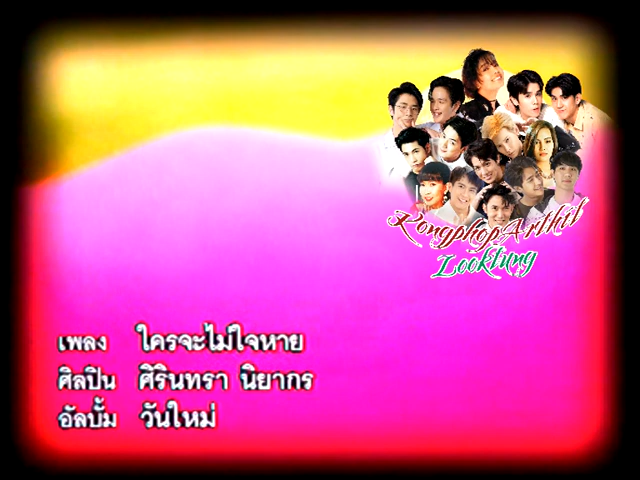 KongphopArthit
Looktung
เพลง ใครจะไม่ใจหาย
ศิลปิน ศิรินทรา นิยากร
อัลบั้ม วันใหม่